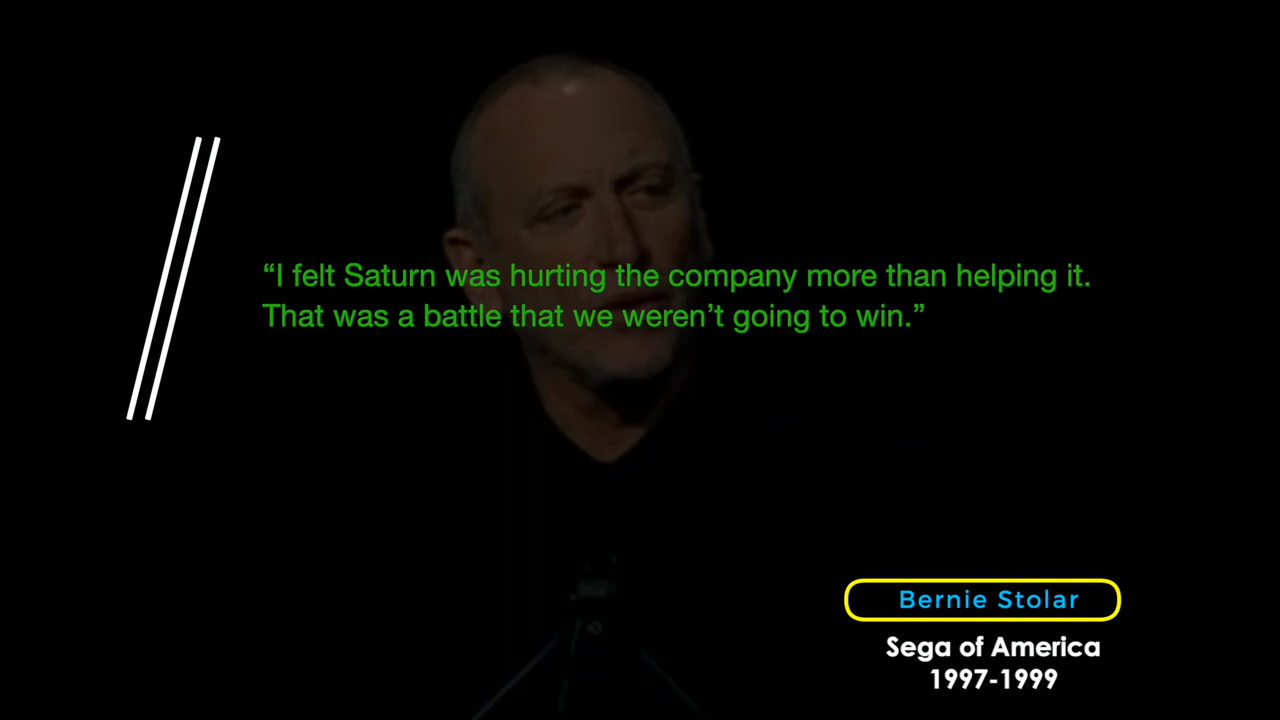 “I felt Saturn was hurting the company more than helping it.
That was a battle that we weren’t going to win.”
Bernie Stolar
Sega of America
1997-1999